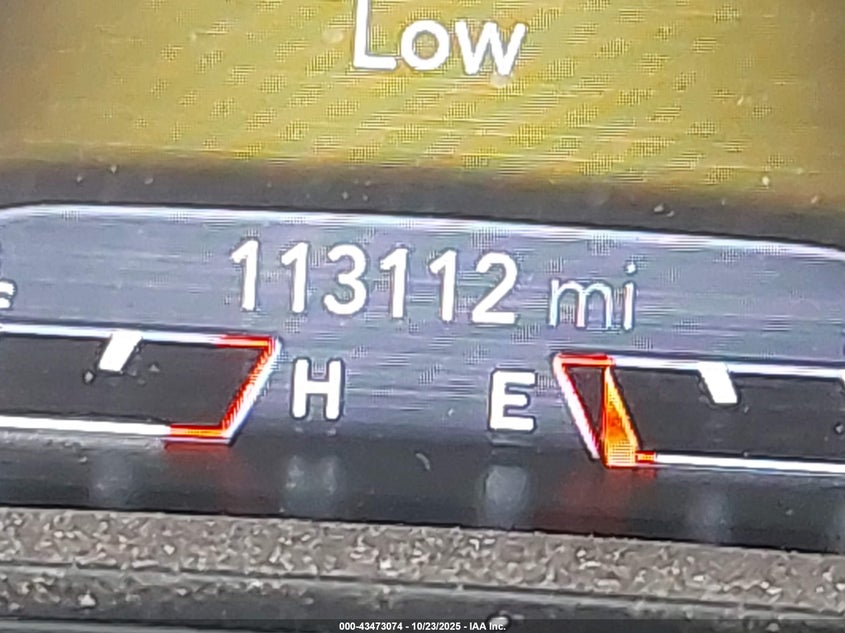 Low
113112 mi
H E
000-43473074 - 10/23/2025 - IAA Inc.